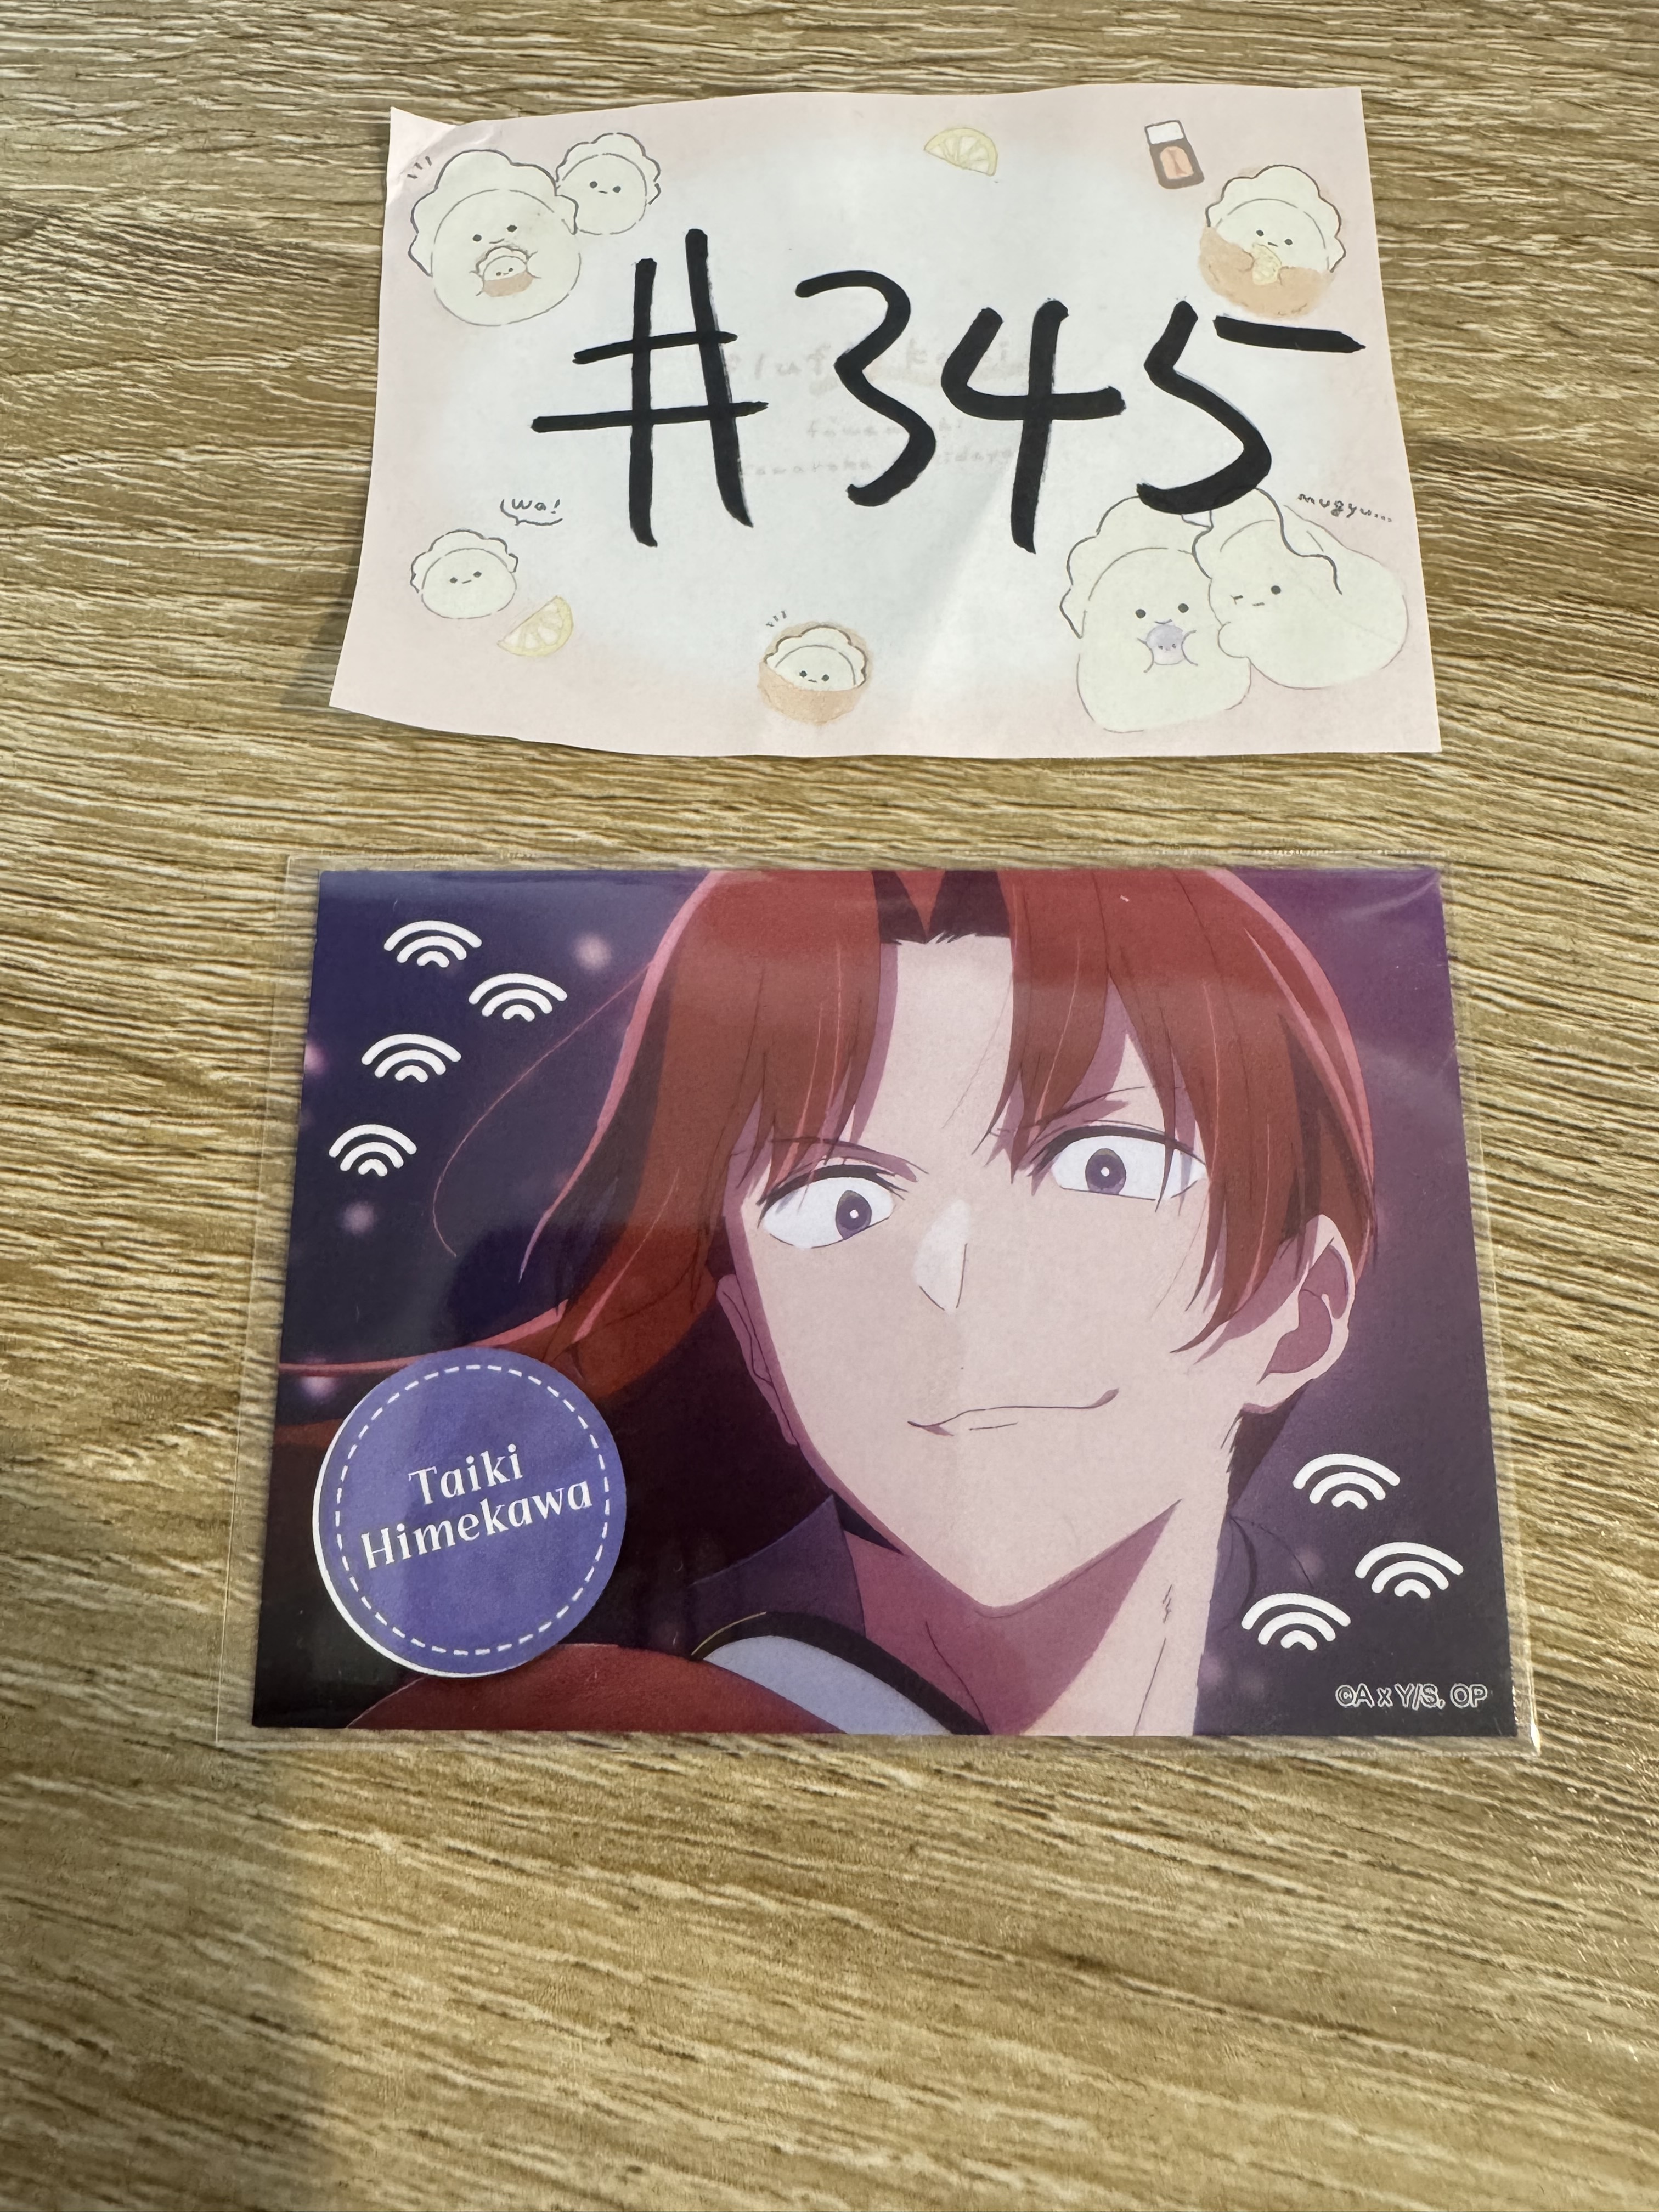 #345
Wa!
mugyu...
Taiki
Himekawa
©A x Y/S, OP